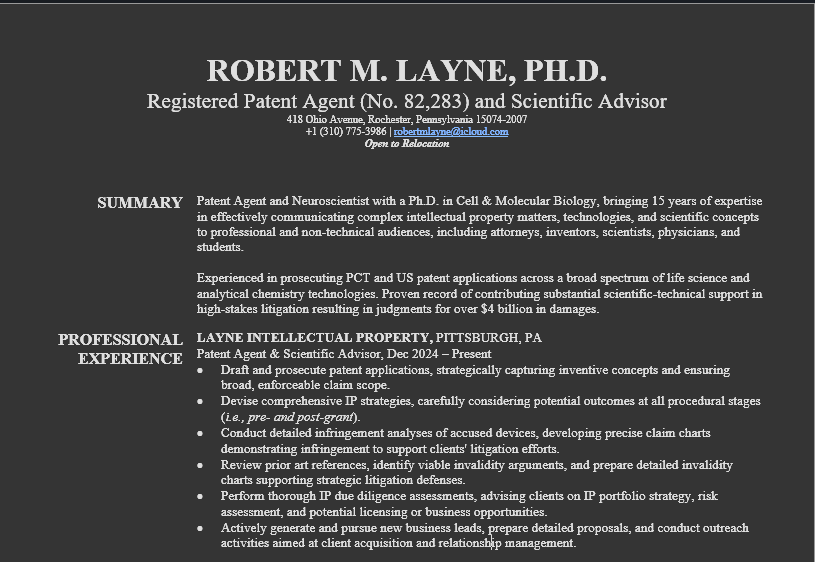 ROBERT M. LAYNE, PH.D.
Registered Patent Agent (No. 82,283) and Scientific Advisor
418 Ohio Avenue, Rochester, Pennsylvania 15074-2007
+1 (310) 775-3986 | robertmlayne@icloud.com
Open to Relocation
SUMMARY
Patent Agent and Neuroscientist with a Ph.D. in Cell & Molecular Biology, bringing 15 years of expertise
in effectively communicating complex intellectual property matters, technologies, and scientific concepts
to professional and non-technical audiences, including attorneys, inventors, scientists, physicians, and
students.
Experienced in prosecuting PCT and US patent applications across a broad spectrum of life science and
analytical chemistry technologies. Proven record of contributing substantial scientific-technical support in
high-stakes litigation resulting in judgments for over $4 billion in damages.
PROFESSIONAL
EXPERIENCE
LAYNE INTELLECTUAL PROPERTY, PITTSBURGH, PA
Patent Agent & Scientific Advisor, Dec 2024 – Present
● Draft and prosecute patent applications, strategically capturing inventive concepts and ensuring
broad, enforceable claim scope.
● Devise comprehensive IP strategies, carefully considering potential outcomes at all procedural stages
(i.e., pre- and post-grant).
● Conduct detailed infringement analyses of accused devices, developing precise claim charts
demonstrating infringement to support clients' litigation efforts.
● Review prior art references, identify viable invalidity arguments, and prepare detailed invalidity
charts supporting strategic litigation defenses.
● Perform thorough IP due diligence assessments, advising clients on IP portfolio strategy, risk
assessment, and potential licensing or business opportunities.
● Actively generate and pursue new business leads, prepare detailed proposals, and conduct outreach
activities aimed at client acquisition and relationship management.